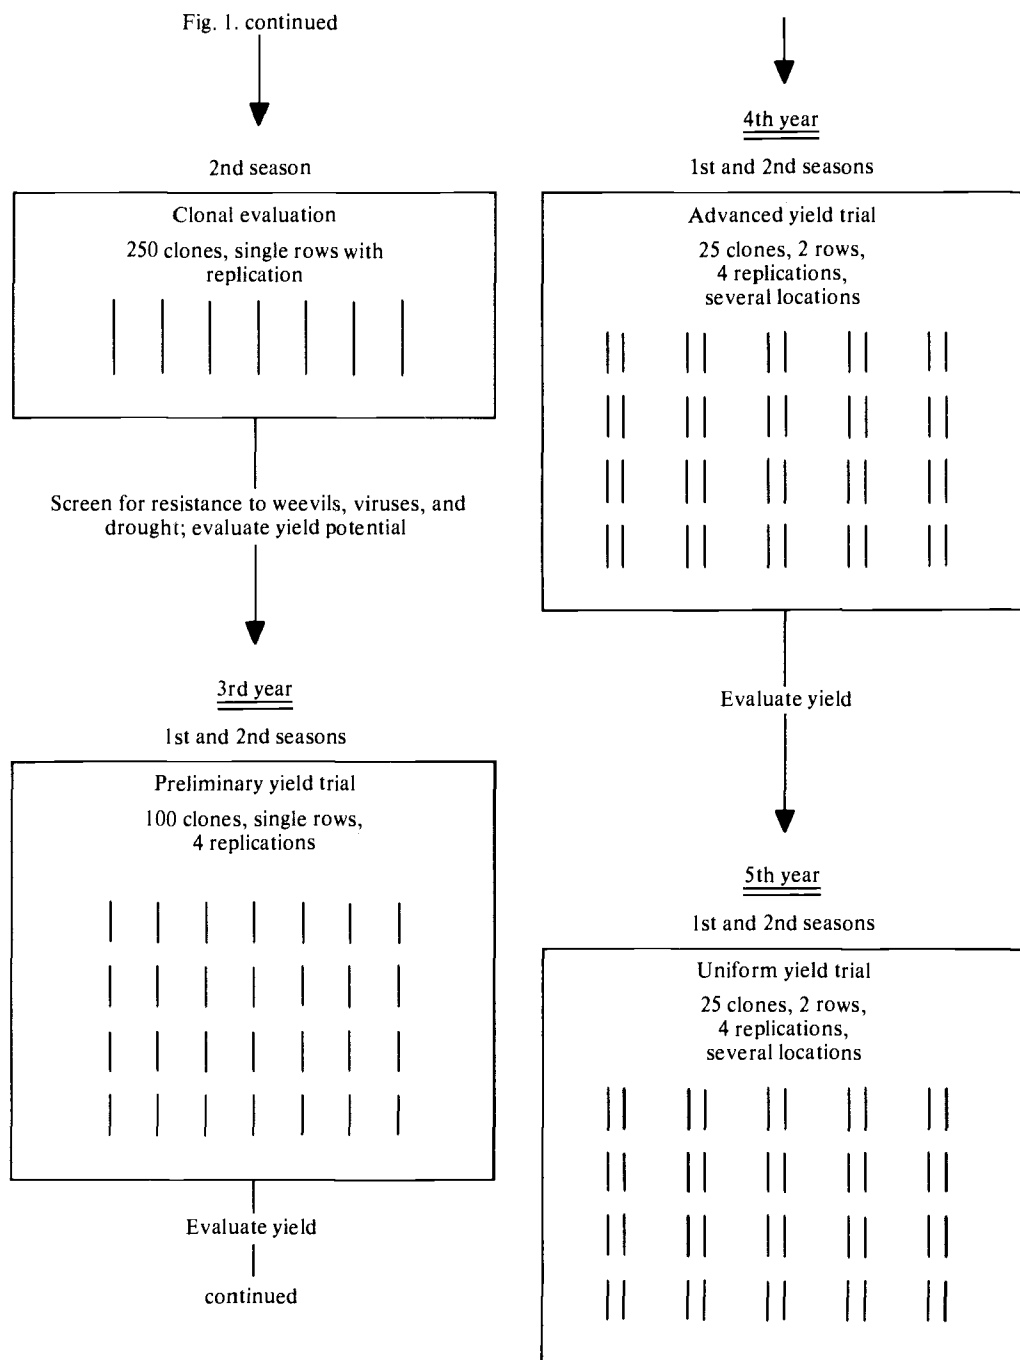 Fig. 1. continued
2nd season
Clonal evaluation
250 clones, single rows with
replication
Screen for resistance to weevils, viruses, and
drought; evaluate yield potential
3rd year
1st and 2nd seasons
Preliminary yield trial
100 clones, single rows,
4 replications
Evaluate yield
continued
4th year
1st and 2nd seasons
Advanced yield trial
25 clones, 2 rows,
4 replications,
several locations
Evaluate yield
5th year
1st and 2nd seasons
Uniform yield trial
25 clones, 2 rows,
4 replications,
several locations